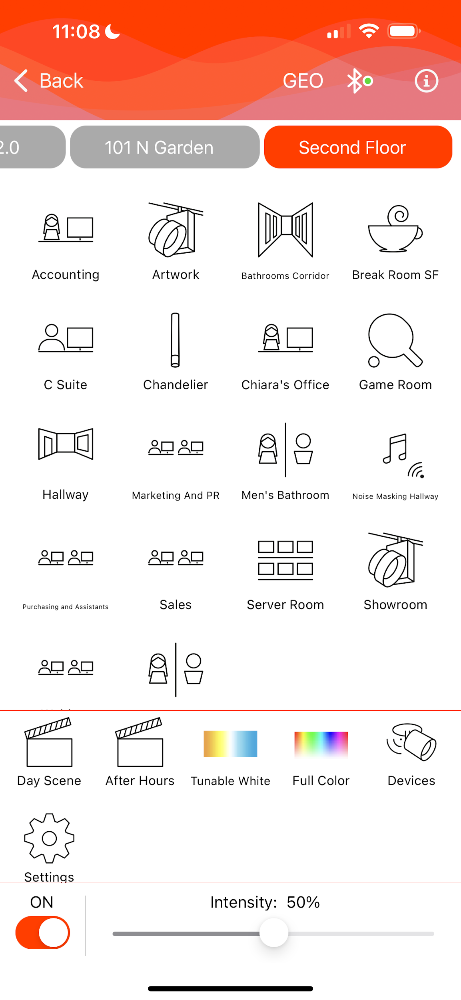 11:08
Back GEO
2.0 101 N Garden Second Floor
Accounting Artwork Bathrooms Corridor Break Room SF
C Suite Chandelier Chiara's Office Game Room
Hallway Marketing And PR Men's Bathroom Noise Masking Hallway
Purchasing and Assistants Sales Server Room Showroom
Day Scene After Hours Tunable White Full Color Devices
Settings
ON Intensity: 50%